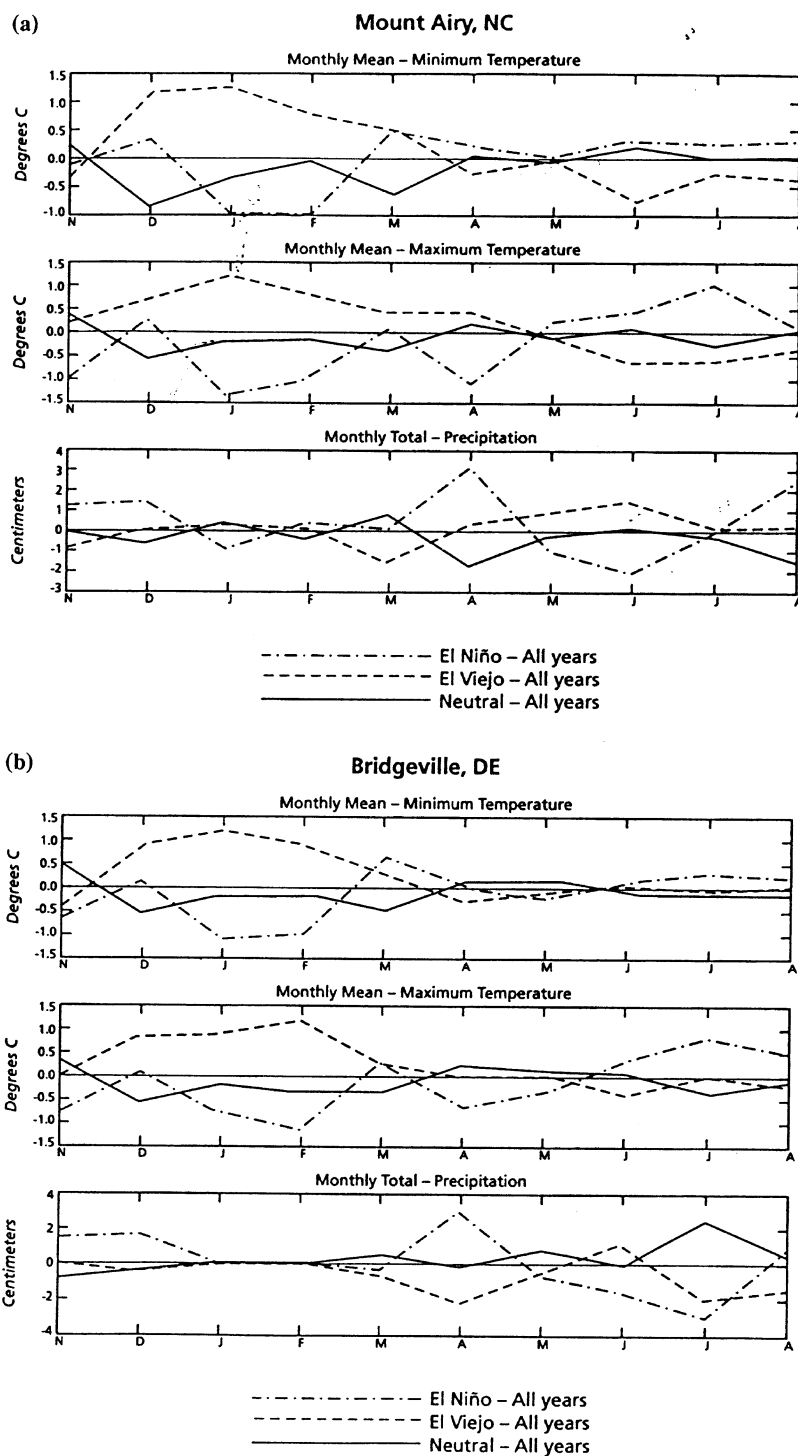 (a)
Mount Airy, NC
Monthly Mean – Minimum Temperature
Degrees C
1.5
1.0
0.5
0.0
-0.5
-1.0
N D J F M A M J J A
Monthly Mean – Maximum Temperature
Degrees C
1.5
1.0
0.5
0.0
-0.5
-1.0
-1.5
N D J F M A M J J A
Monthly Total – Precipitation
Centimeters
4
3
2
1
0
-1
-2
-3
N D J F M A M J J A
El Niño – All years
El Viejo – All years
Neutral – All years
(b)
Bridgeville, DE
Monthly Mean – Minimum Temperature
Degrees C
1.5
1.0
0.5
0.0
-0.5
-1.0
-1.5
N D J F M A M J J A
Monthly Mean – Maximum Temperature
Degrees C
1.5
1.0
0.5
0.0
-0.5
-1.0
-1.5
N D J F M A M J J A
Monthly Total – Precipitation
Centimeters
4
2
0
-2
-4
N D J F M A M J J A
El Niño – All years
El Viejo – All years
Neutral – All years